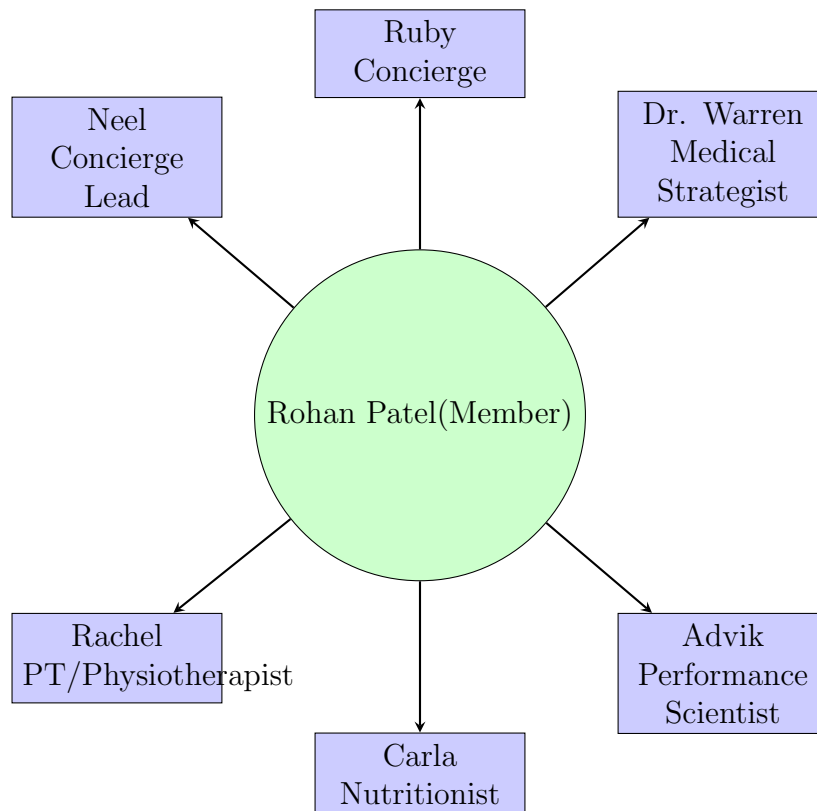 Ruby
Concierge
Neel
Concierge
Lead
Dr. Warren
Medical
Strategist
Rohan Patel(Member)
Rachel
PT/Physiotherapist
Advik
Performance
Scientist
Carla
Nutritionist